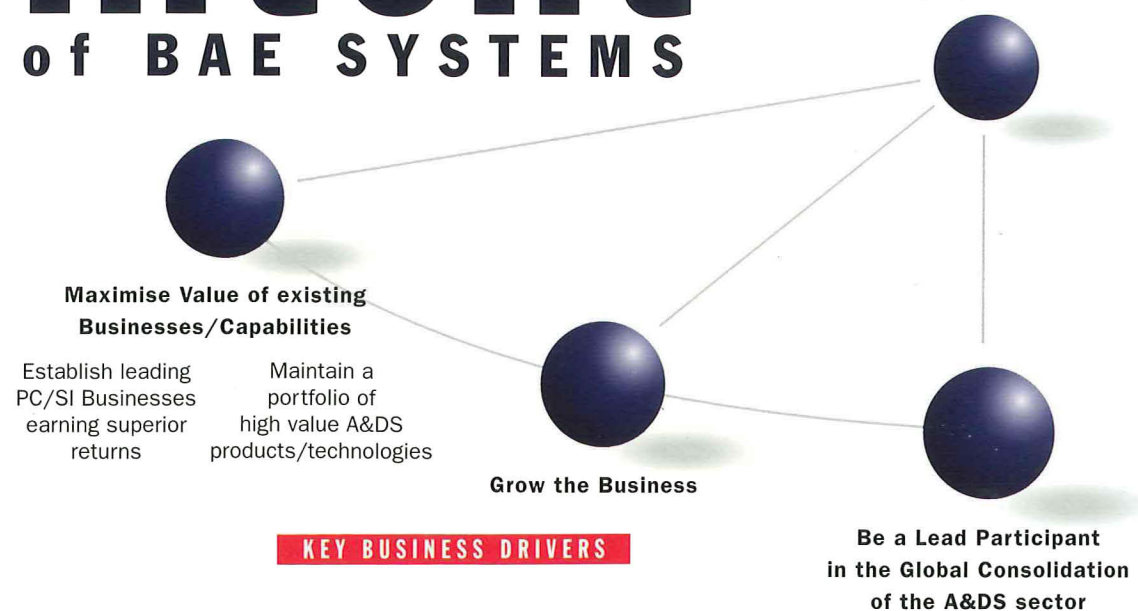 of BAE SYSTEMS
Maximise Value of existing
Businesses/Capabilities
Establish leading
PC/SI Businesses
earning superior
returns
Maintain a
portfolio of
high value A&DS
products/technologies
Grow the Business
KEY BUSINESS DRIVERS
Be a Lead Participant
in the Global Consolidation
of the A&DS sector